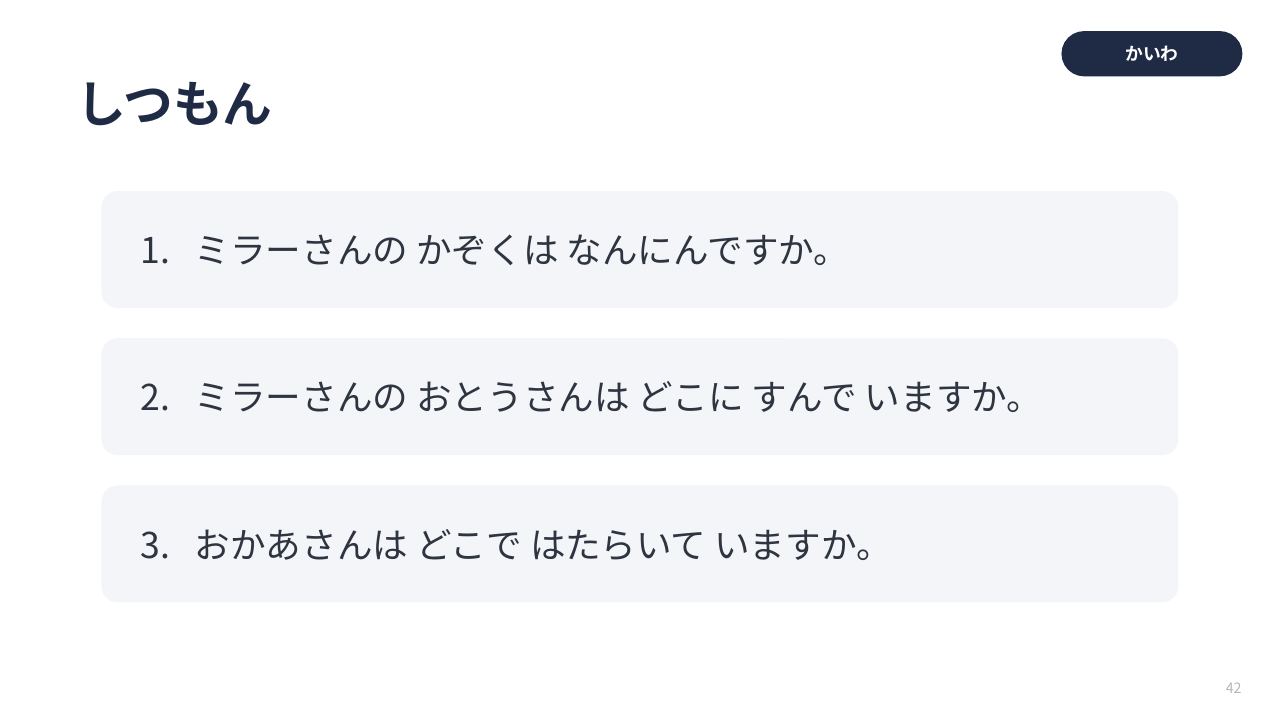 かいわ
しつもん
1. ミラーさんの かぞくは なんにんですか。
2. ミラーさんの おとうさんは どこに すんで いますか。
3. おかあさんは どこで はたらいて いますか。
42